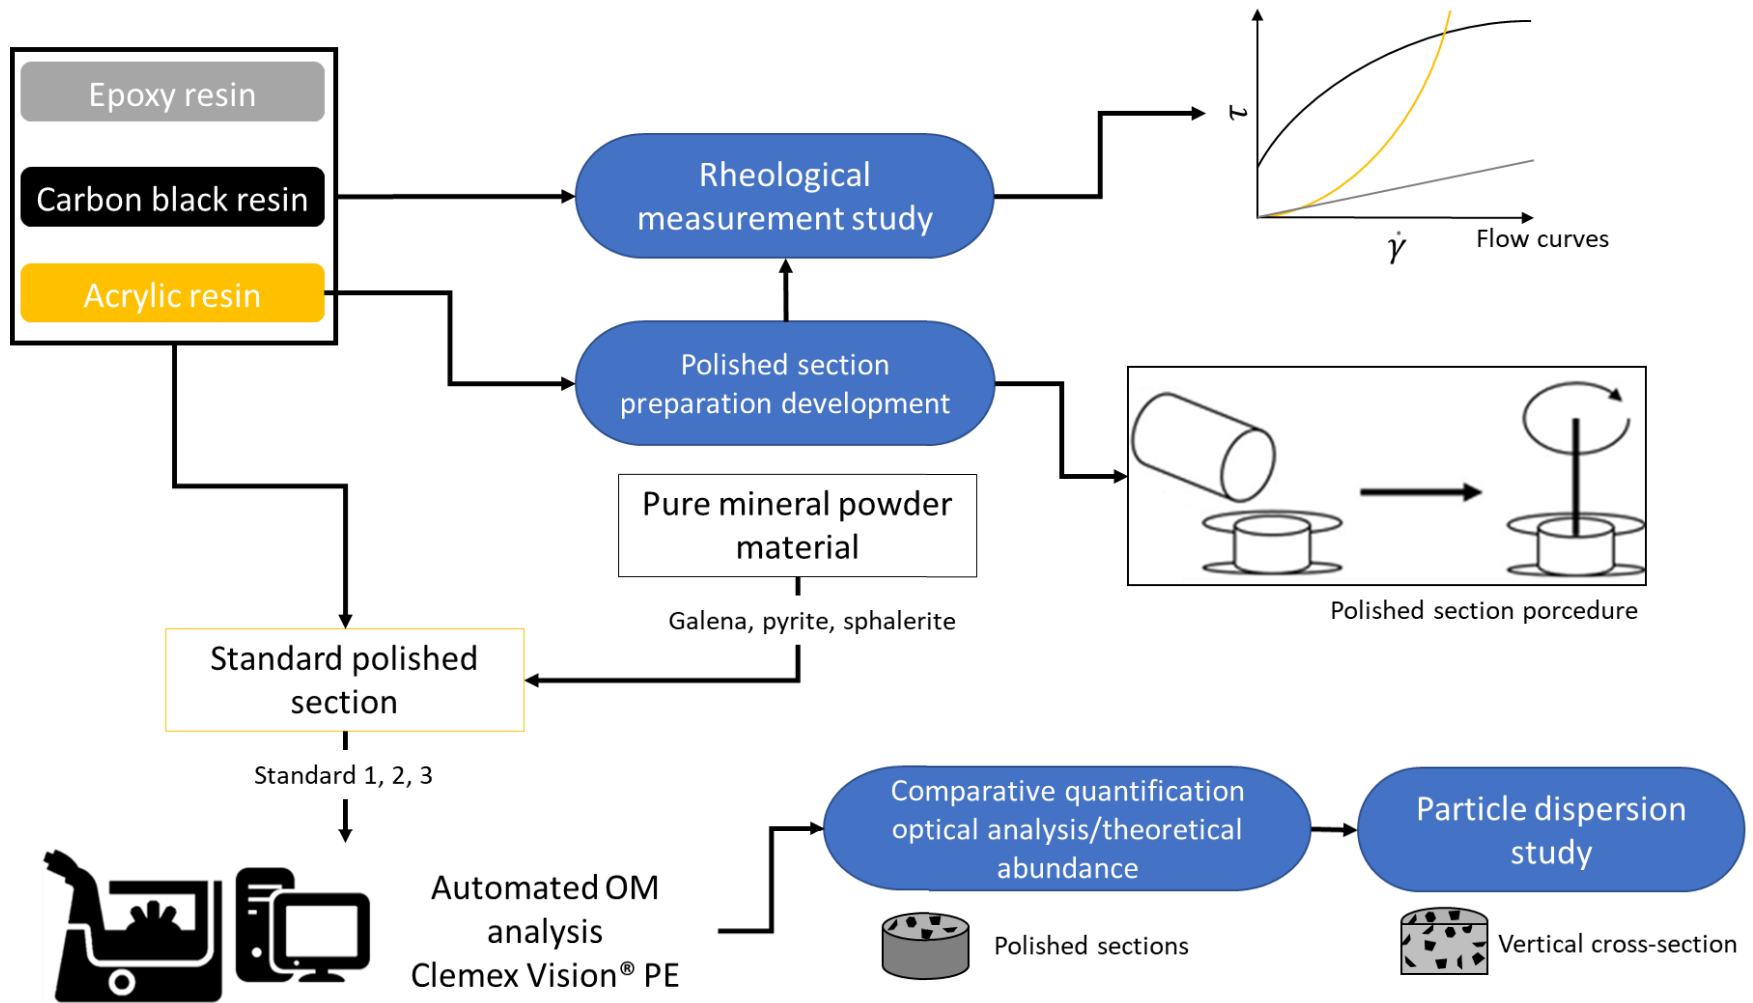 Epoxy resin
Carbon black resin
Acrylic resin
Rheological
measurement study
τ
γ̇
Flow curves
Polished section
preparation development
Pure mineral powder
material
Galena, pyrite, sphalerite
Polished section porcedure
Standard polished
section
Standard 1, 2, 3
Automated OM
analysis
Clemex Vision® PE
Comparative quantification
optical analysis/theoretical
abundance
Particle dispersion
study
Polished sections
Vertical cross-section